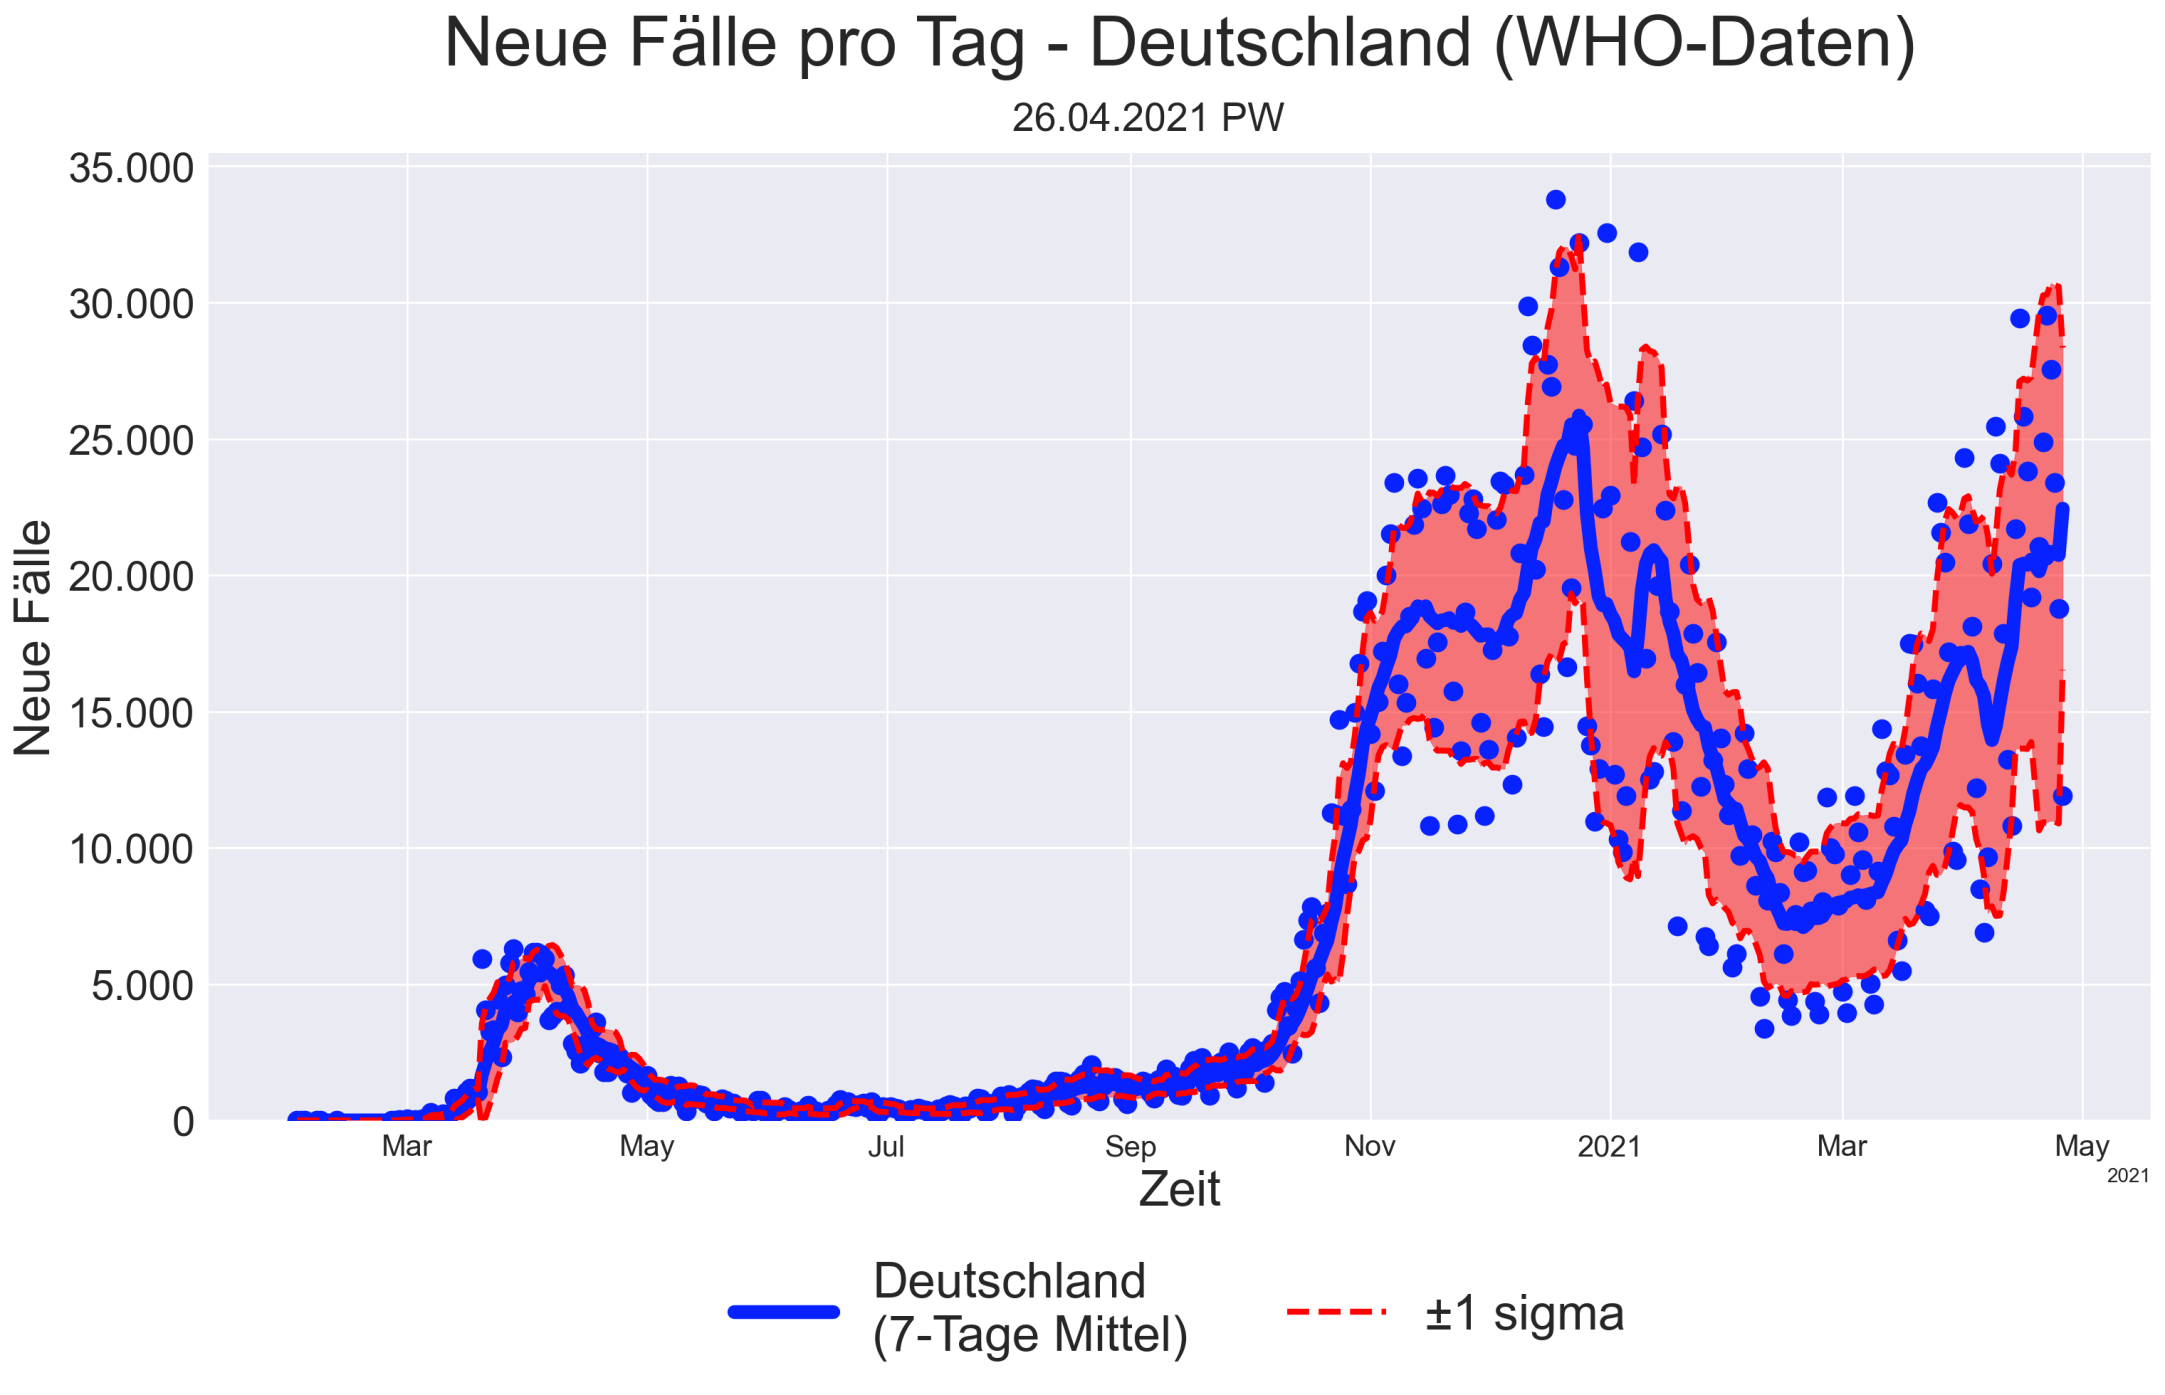 Neue Fälle pro Tag - Deutschland (WHO-Daten)
26.04.2021 PW
35.000
30.000
25.000
20.000
15.000
10.000
5.000
0
Neue Fälle
Mar
May
Jul
Sep
Nov
2021
Mar
May
2021
Zeit
Deutschland
(7-Tage Mittel)
±1 sigma